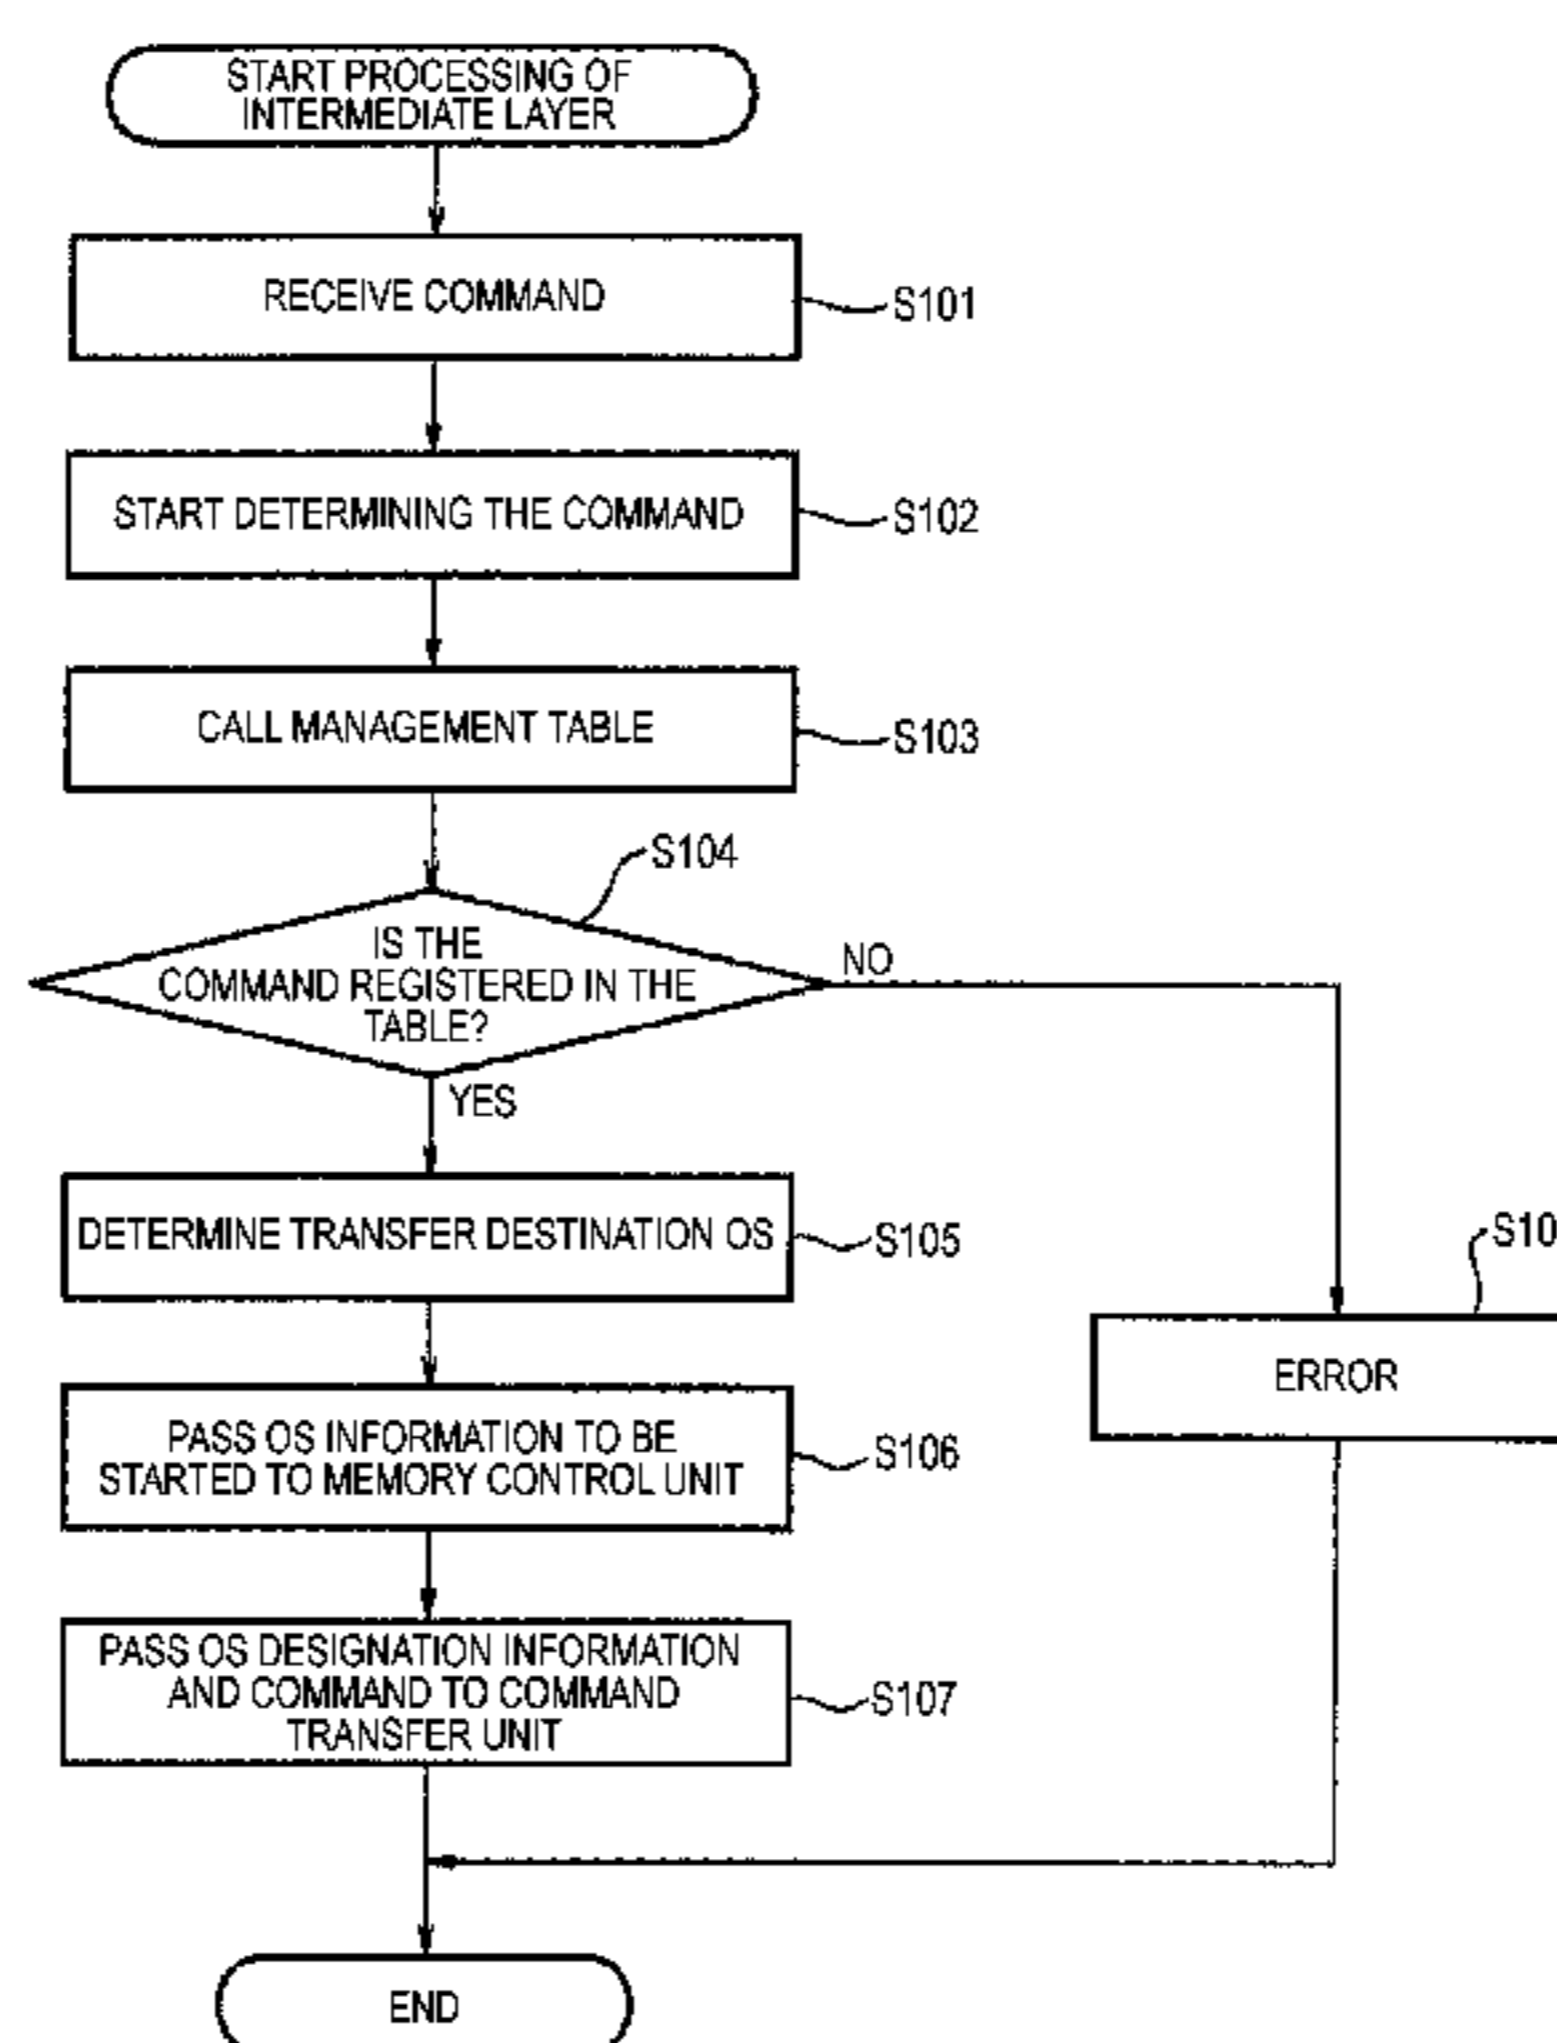 START PROCESSING OF
INTERMEDIATE LAYER
RECEIVE COMMAND
S101
START DETERMINING THE COMMAND
S102
CALL MANAGEMENT TABLE
S103
S104
IS THE
COMMAND REGISTERED IN THE
TABLE?
NO
YES
DETERMINE TRANSFER DESTINATION OS
S105
ERROR
PASS OS INFORMATION TO BE
STARTED TO MEMORY CONTROL UNIT
S106
PASS OS DESIGNATION INFORMATION
AND COMMAND TO COMMAND
TRANSFER UNIT
S107
END